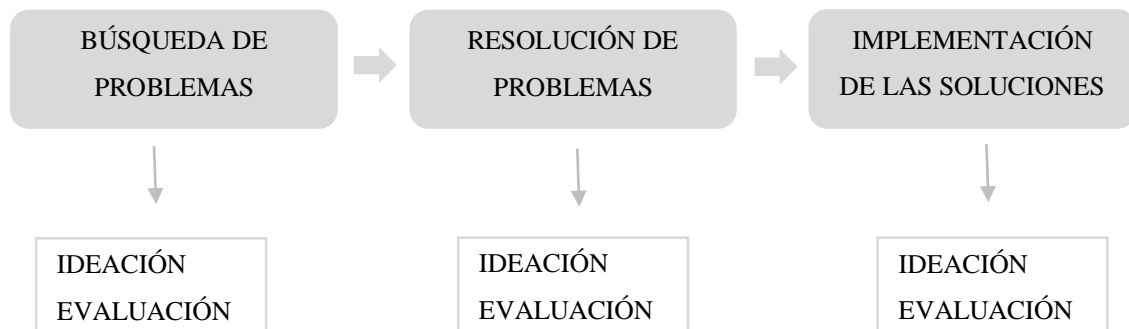 BÚSQUEDA DE
PROBLEMAS
RESOLUCIÓN DE
PROBLEMAS
IMPLEMENTACIÓN
DE LAS SOLUCIONES
IDEACIÓN
EVALUACIÓN
IDEACIÓN
EVALUACIÓN
IDEACIÓN
EVALUACIÓN